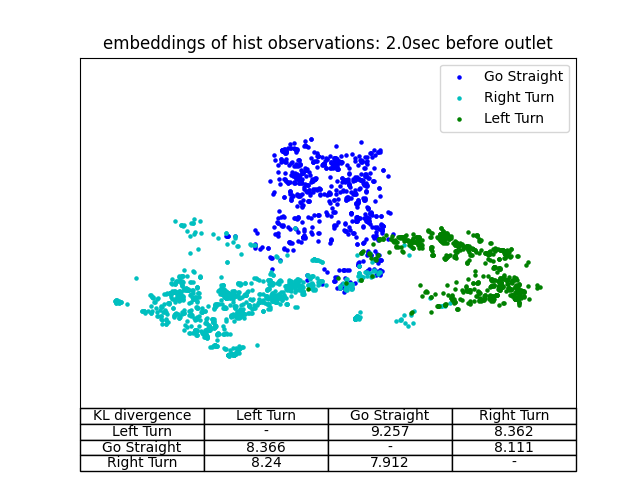 embeddings of hist observations: 2.0sec before outlet
Go Straight
Right Turn
Left Turn
KL divergence Left Turn Go Straight Right Turn
Left Turn - 9.257 8.362
Go Straight 8.366 - 8.111
Right Turn 8.24 7.912 -